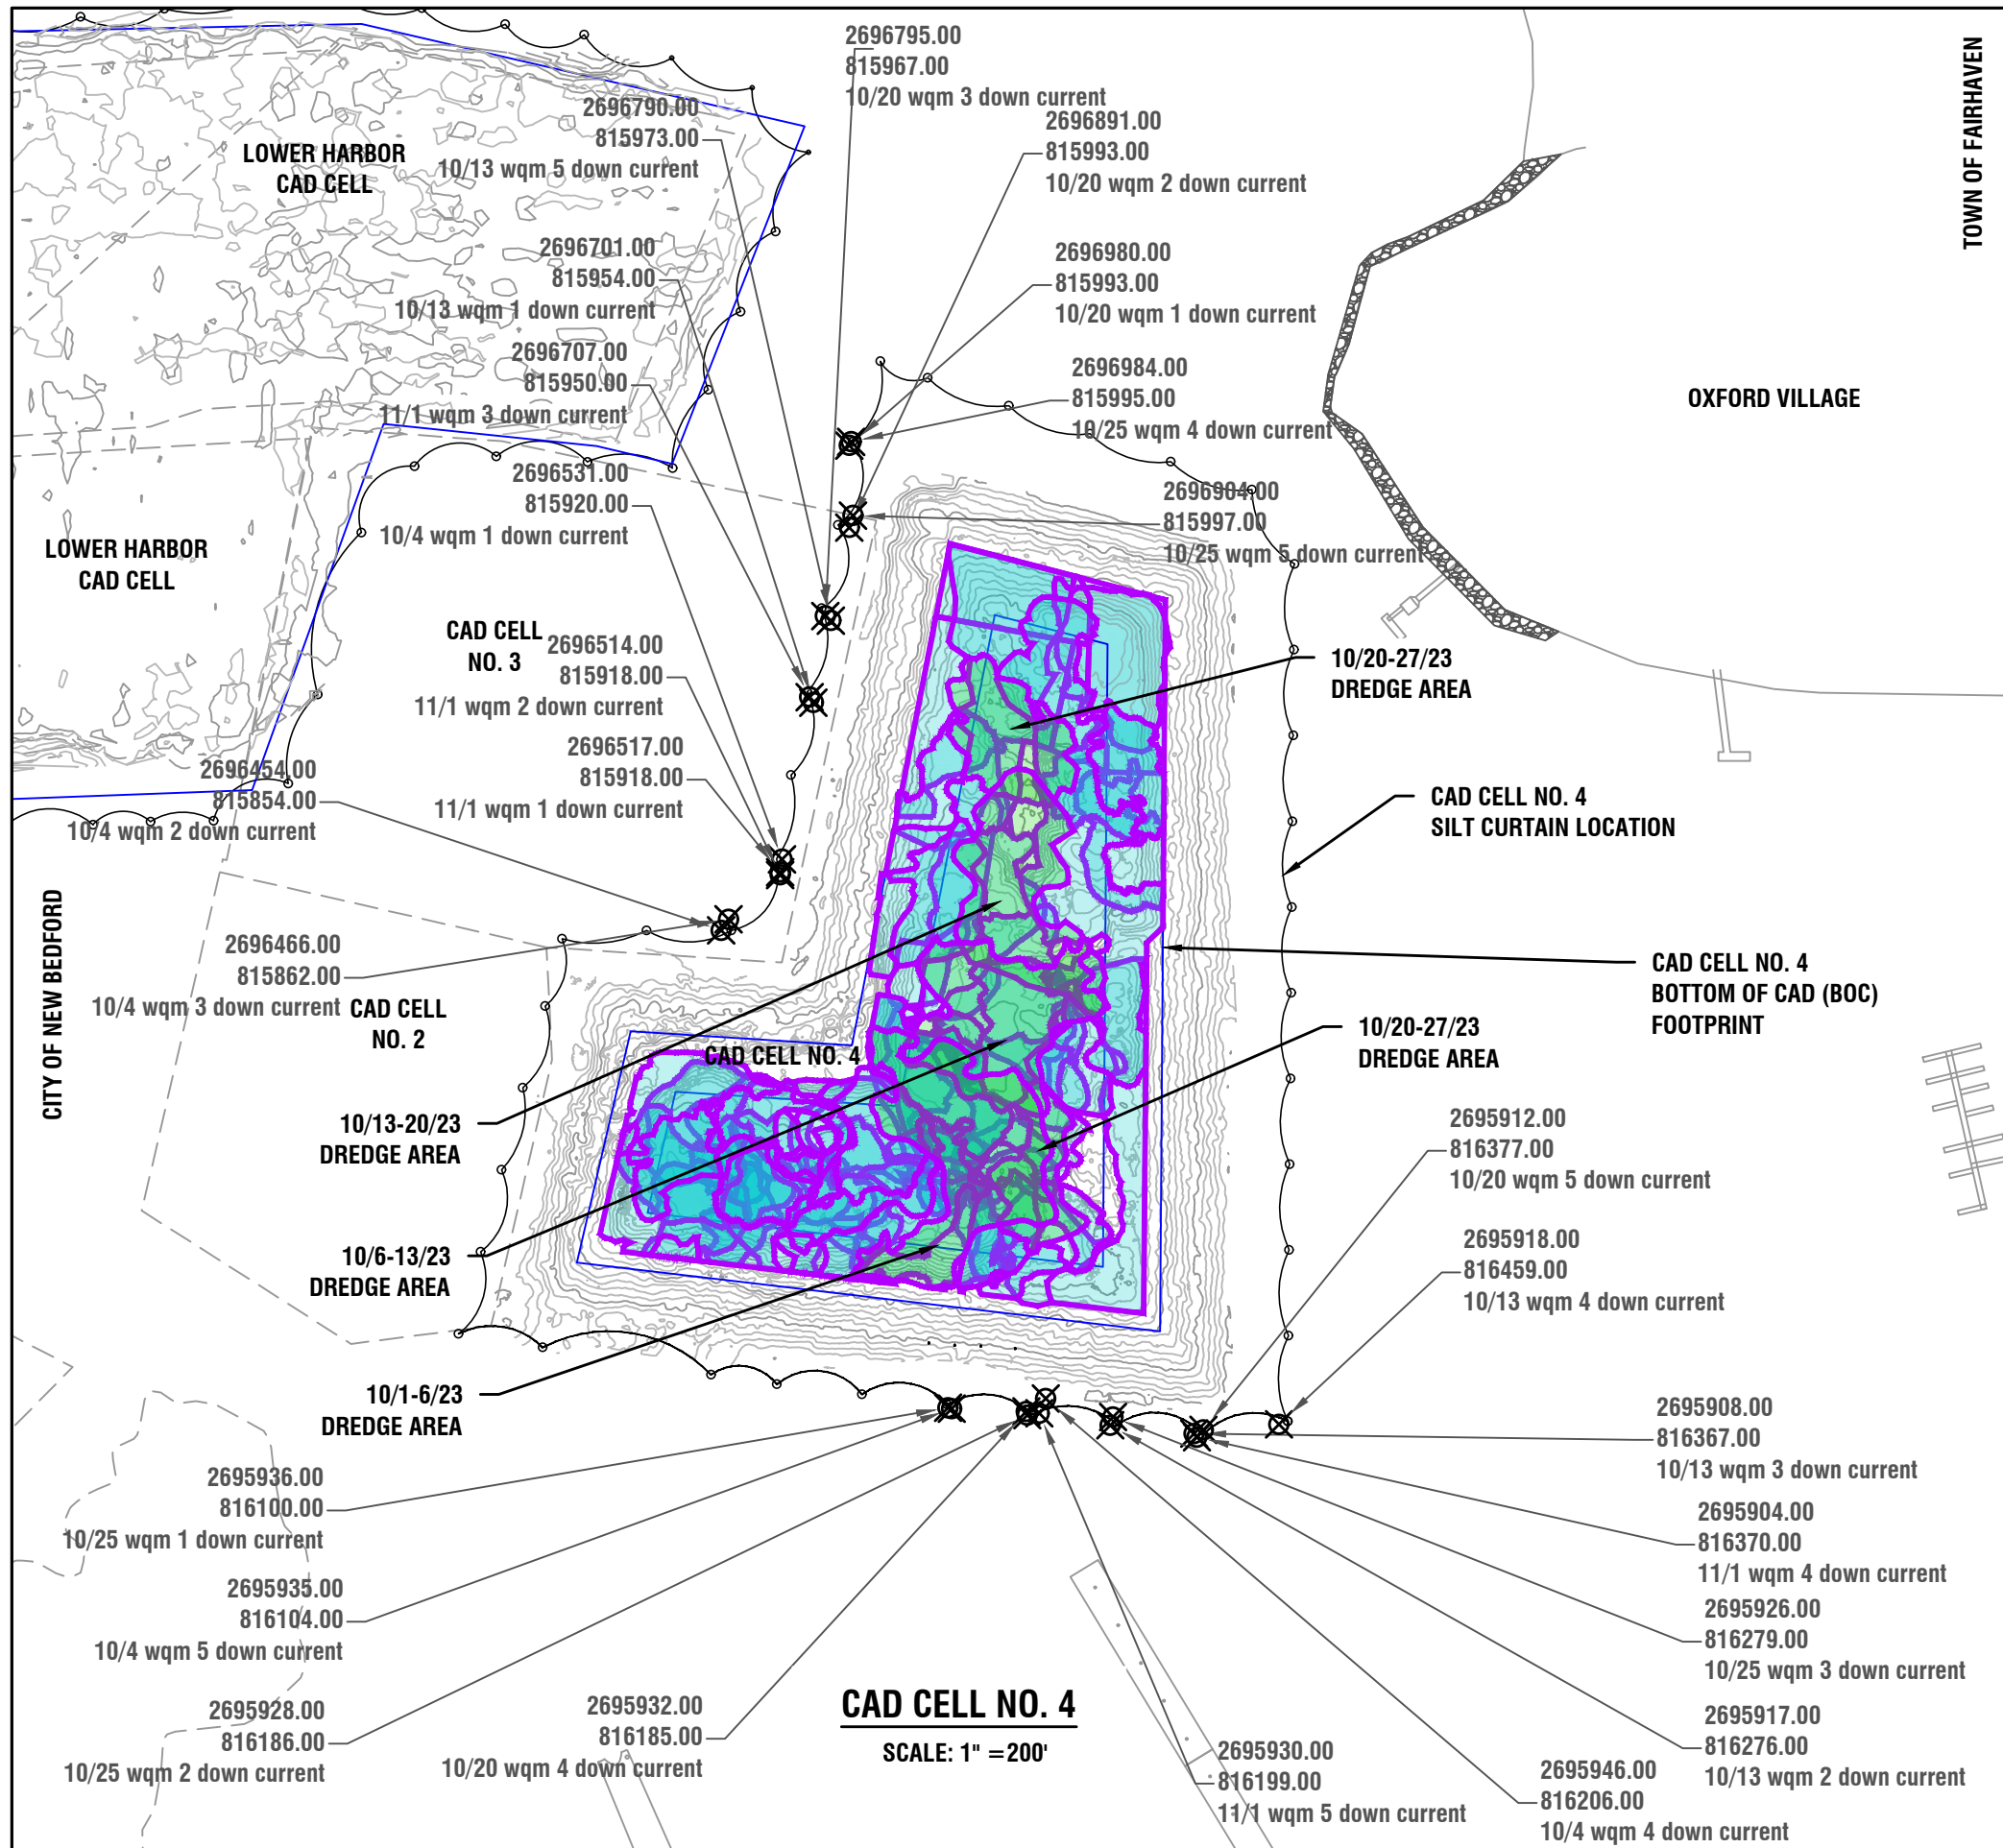 2696795.00
815967.00
10/20 wqm 3 down current
TOWN OF FAIRHAVEN
2696790.00
815973.00
10/13 wqm 5 down current
2696891.00
815993.00
10/20 wqm 2 down current
LOWER HARBOR
CAD CELL
2696701.00
815954.00
10/13 wqm 1 down current
2696980.00
815993.00
10/20 wqm 1 down current
2696707.00
815950.00
11/1 wqm 3 down current
2696984.00
815995.00
10/25 wqm 4 down current
OXFORD VILLAGE
2696531.00
815920.00
10/4 wqm 1 down current
2696904.00
815997.00
10/25 wqm 5 down current
LOWER HARBOR
CAD CELL
CAD CELL
NO. 3
2696514.00
815918.00
11/1 wqm 2 down current
10/20-27/23
DREDGE AREA
2696517.00
815918.00
11/1 wqm 1 down current
2696454.00
815854.00
10/4 wqm 2 down current
CAD CELL NO. 4
SILT CURTAIN LOCATION
CITY OF NEW BEDFORD
2696466.00
815862.00
10/4 wqm 3 down current
CAD CELL
NO. 2
CAD CELL NO. 4
BOTTOM OF CAD (BOC)
FOOTPRINT
CAD CELL NO. 4
10/20-27/23
DREDGE AREA
10/13-20/23
DREDGE AREA
2695912.00
816377.00
10/20 wqm 5 down current
10/6-13/23
DREDGE AREA
2695918.00
816459.00
10/13 wqm 4 down current
10/1-6/23
DREDGE AREA
2695908.00
816367.00
10/13 wqm 3 down current
2695936.00
816100.00
10/25 wqm 1 down current
2695904.00
816370.00
11/1 wqm 4 down current
2695935.00
816104.00
10/4 wqm 5 down current
2695926.00
816279.00
10/25 wqm 3 down current
2695928.00
816186.00
10/25 wqm 2 down current
2695932.00
816185.00
10/20 wqm 4 down current
CAD CELL NO. 4
SCALE: 1" =200'
2695930.00
816199.00
11/1 wqm 5 down current
2695917.00
816276.00
10/13 wqm 2 down current
2695946.00
816206.00
10/4 wqm 4 down current